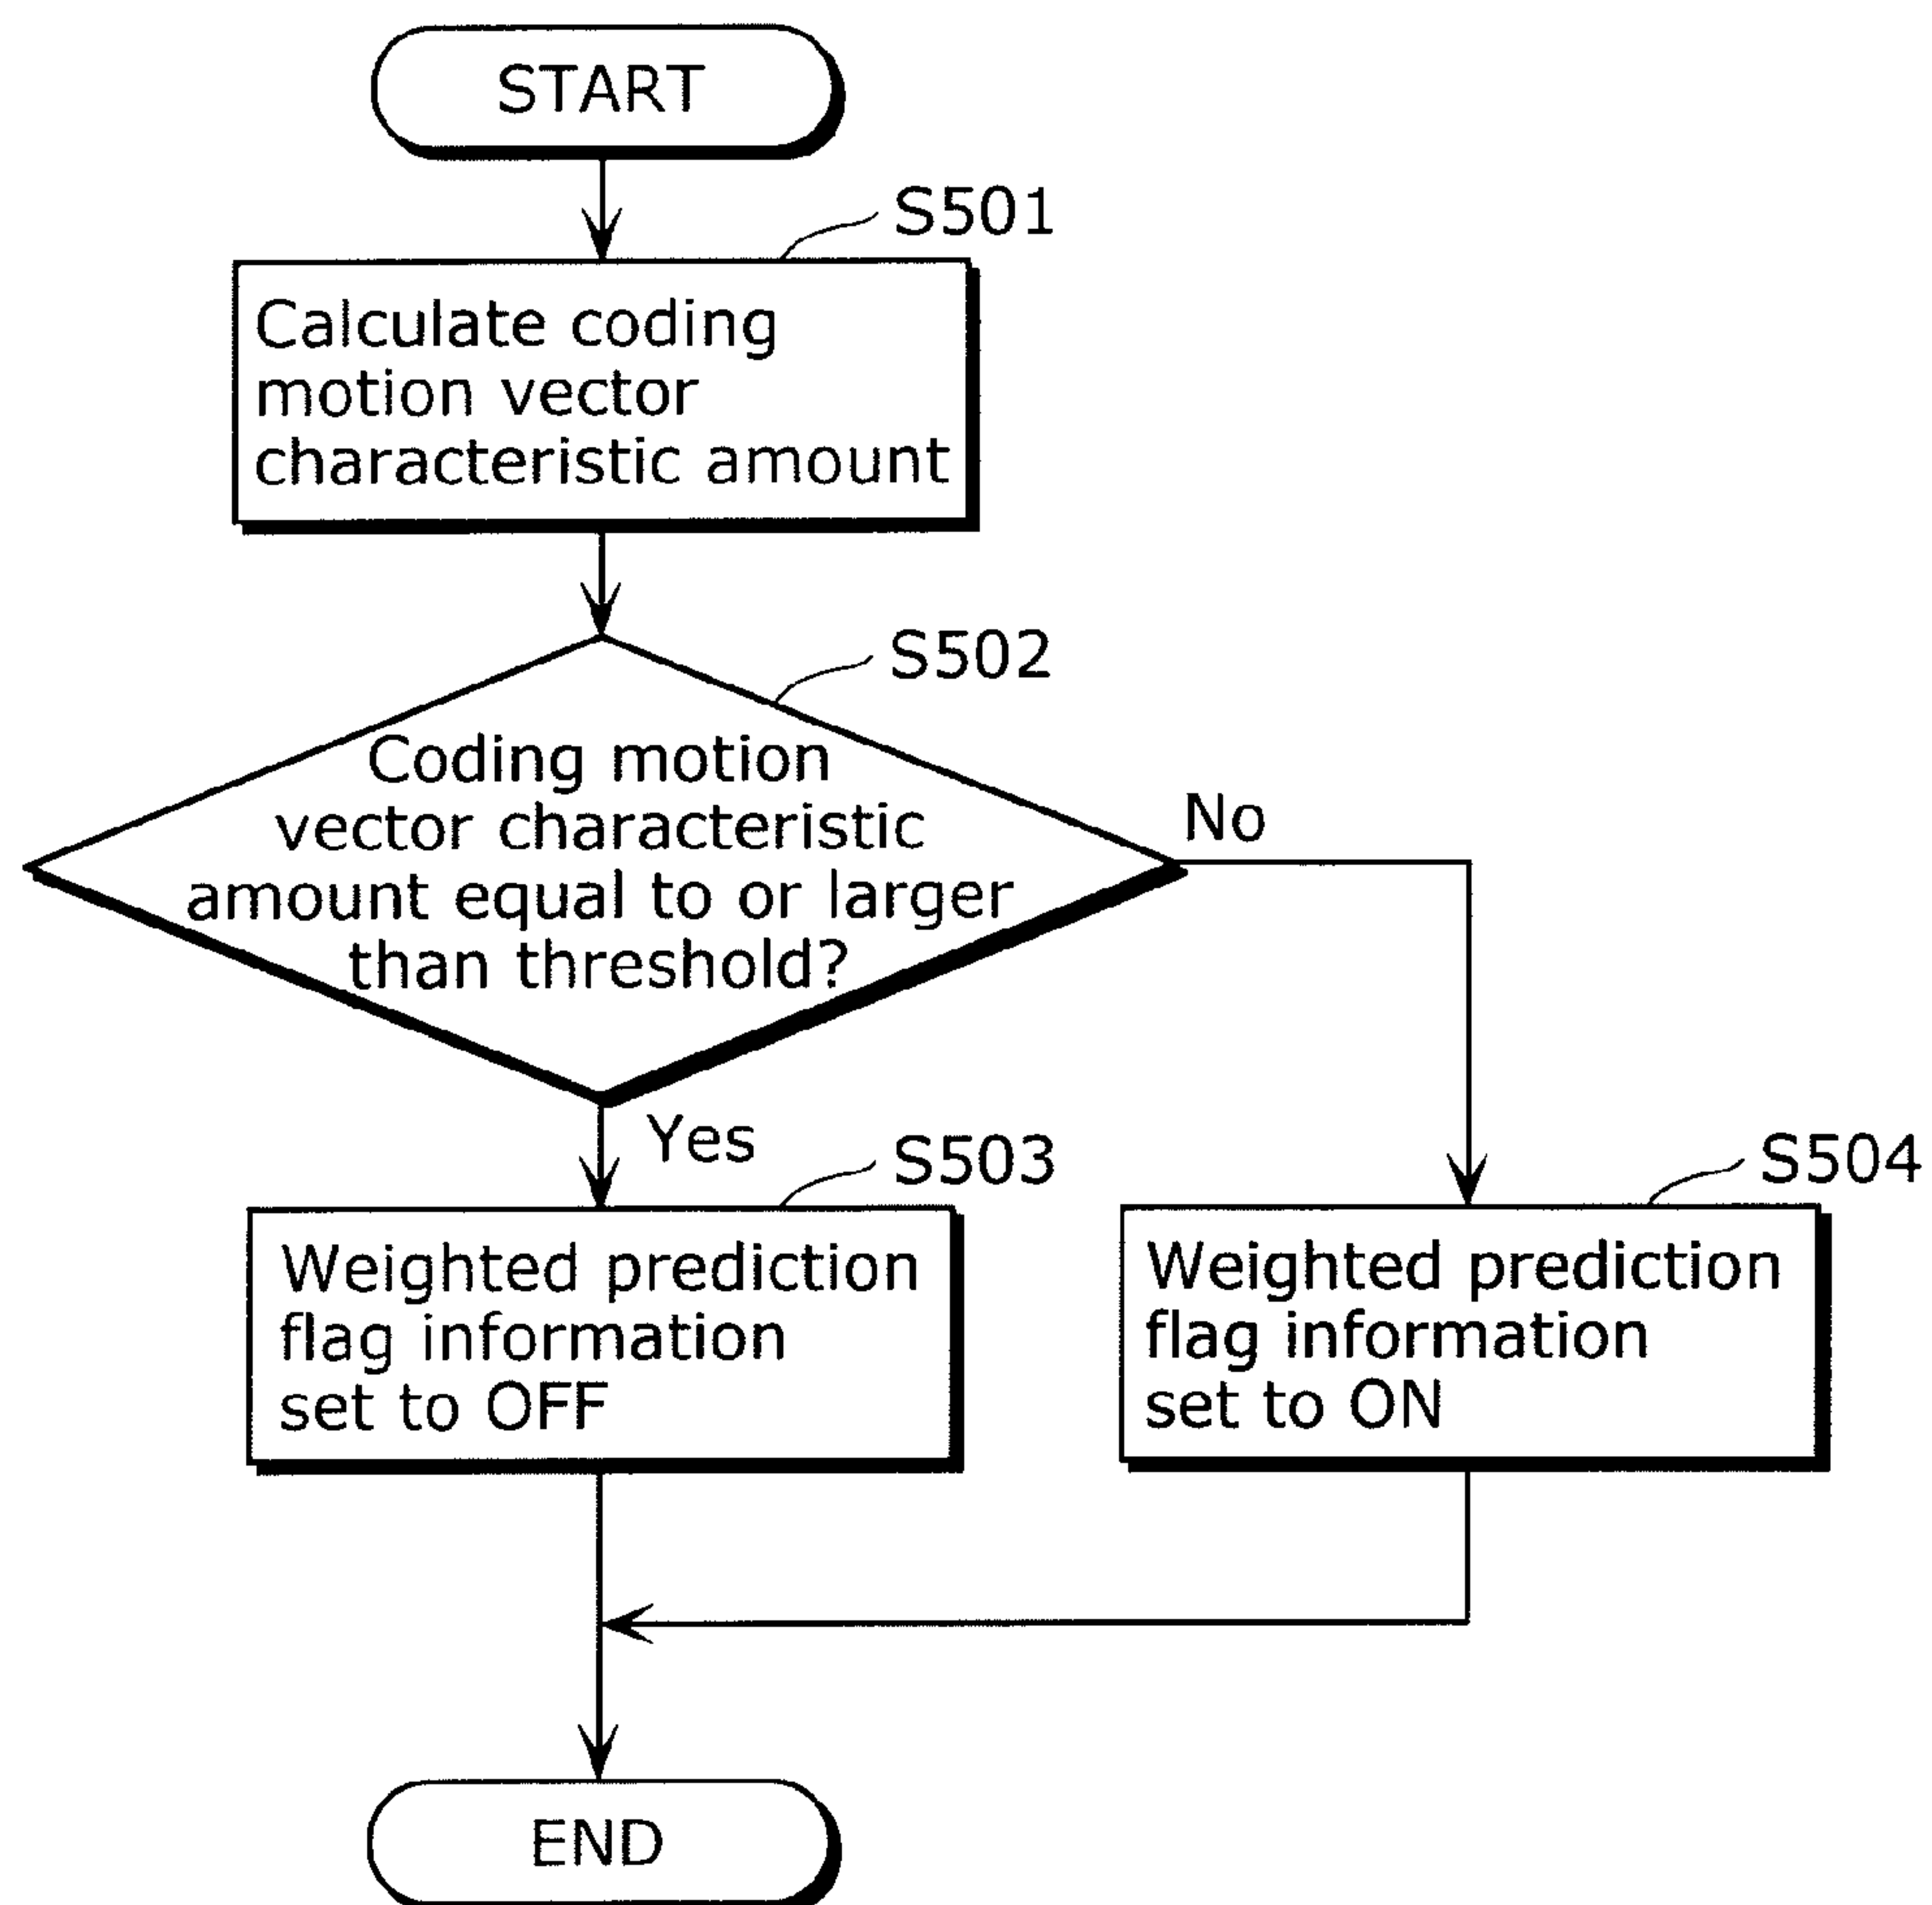 START
S501
Calculate coding
motion vector
characteristic amount
S502
Coding motion
vector characteristic
amount equal to or larger
than threshold?
No
Yes
S503
S504
Weighted prediction
flag information
set to OFF
Weighted prediction
flag information
set to ON
END